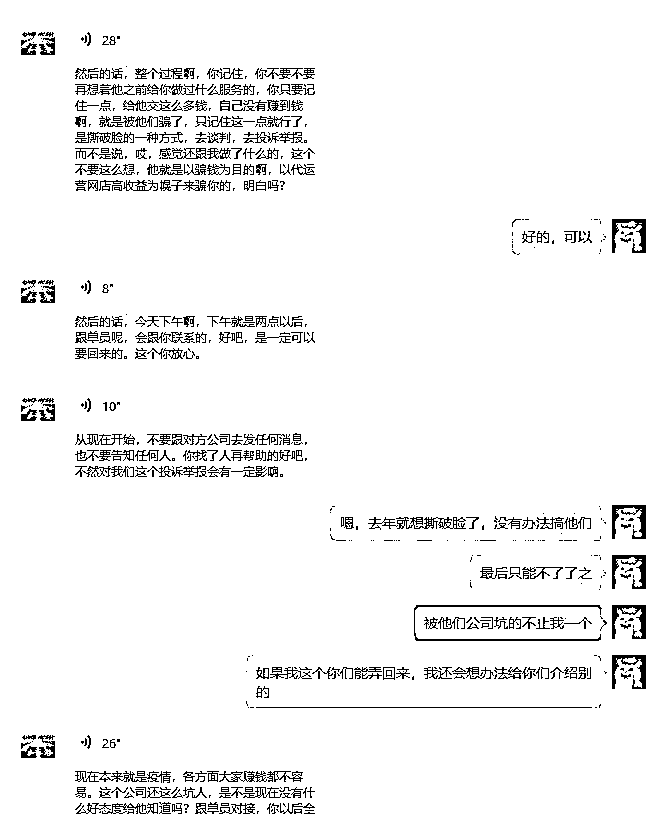 28"
然后的话，整个过程啊，你记住，你不要不要
再想着他之前给你做过什么服务的，你只要记
住一点，给他交这么多钱，自己没有赚到钱
啊，就是被他们骗了，只记住这一点就行了，
是撕破脸的一种方式，去谈判，去投诉举报。
而不是说，哎，感觉还跟我做了什么的，这个
不要这么想，他就是以骗钱为目的啊，以代运
营网店高收益为幌子来骗你的，明白吗？
好的，可以
8"
然后的话，今天下午啊，下午就是两点以后，
跟单员呢，会跟你联系的，好吧，是一定可以
要回来的。这个你放心。
10"
从现在开始，不要跟对方公司去发任何消息，
也不要告知任何人。你找了人再帮助的好吧，
不然对我们这个投诉举报会有一定影响。
嗯，去年就想撕破脸了，没有办法搞他们
最后只能不了了之
被他们公司坑的不止我一个
如果我这个你们能弄回来，我还会想办法给你们介绍别
的
26"
现在本来就是疫情，各方面大家赚钱都不容
易。这个公司还这么坑人，是不是现在没有什
么好态度给他知道吗？跟单员对接，你以后全